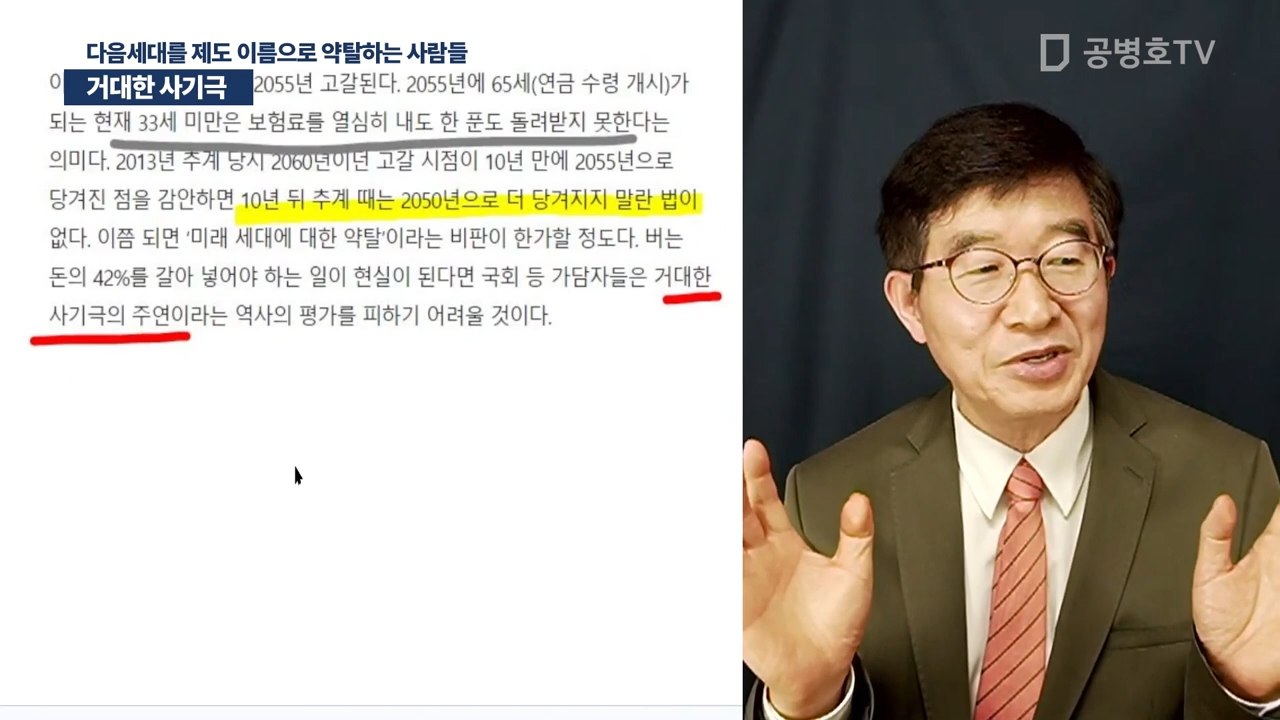 다음세대를 제도 이름으로 약탈하는 사람들
거대한 사기극
공병호TV
2055년 고갈된다. 2055년에 65세(연금 수령 개시)가
되는 현재 33세 미만은 보험료를 열심히 내도 한 푼도 돌려받지 못한다는
의미다. 2013년 추계 당시 2060년이던 고갈 시점이 10년 만에 2055년으로
당겨진 점을 감안하면 10년 뒤 추계 때는 2050년으로 더 당겨지지 말란 법이
없다. 이쯤 되면 '미래 세대에 대한 약탈'이라는 비판이 한가할 정도다. 버는
돈의 42%를 갈아 넣어야 하는 일이 현실이 된다면 국회 등 가담자들은 거대한
사기극의 주연이라는 역사의 평가를 피하기 어려울 것이다.